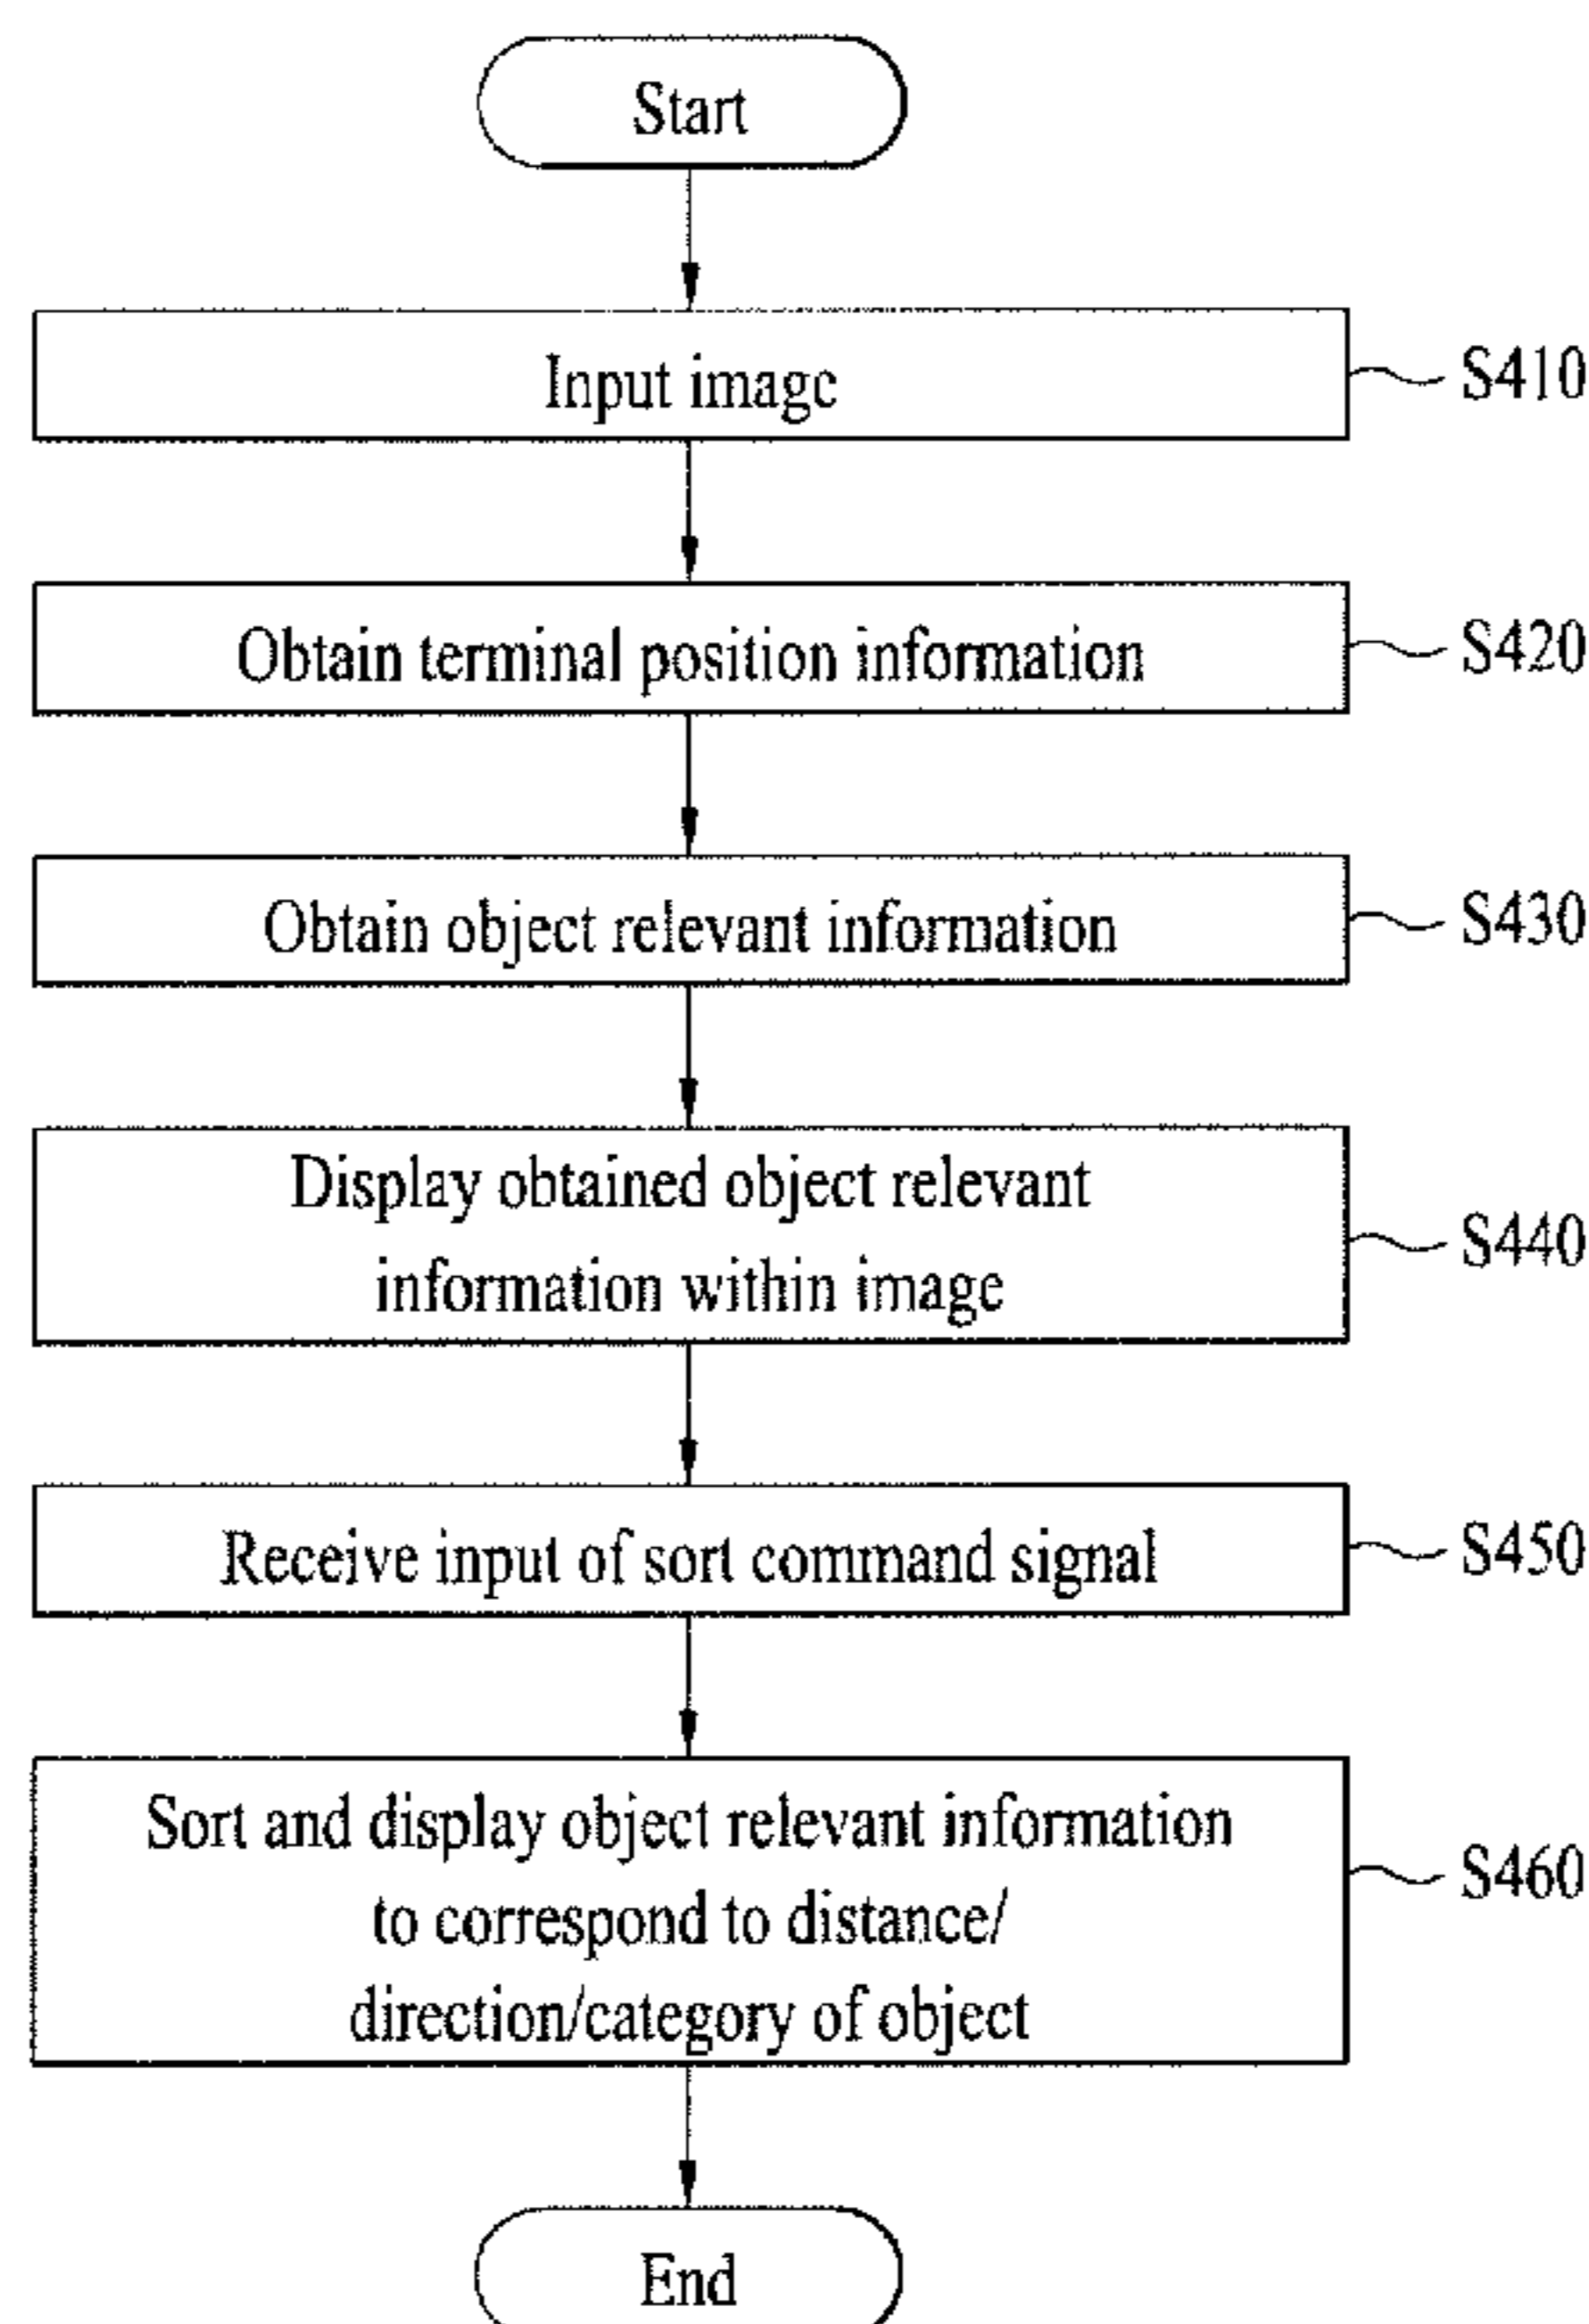 Start
Input image
S410
Obtain terminal position information
S420
Obtain object relevant information
S430
Display obtained object relevant
information within image
S440
Receive input of sort command signal
S450
Sort and display object relevant information
to correspond to distance/
direction/category of object
S460
End